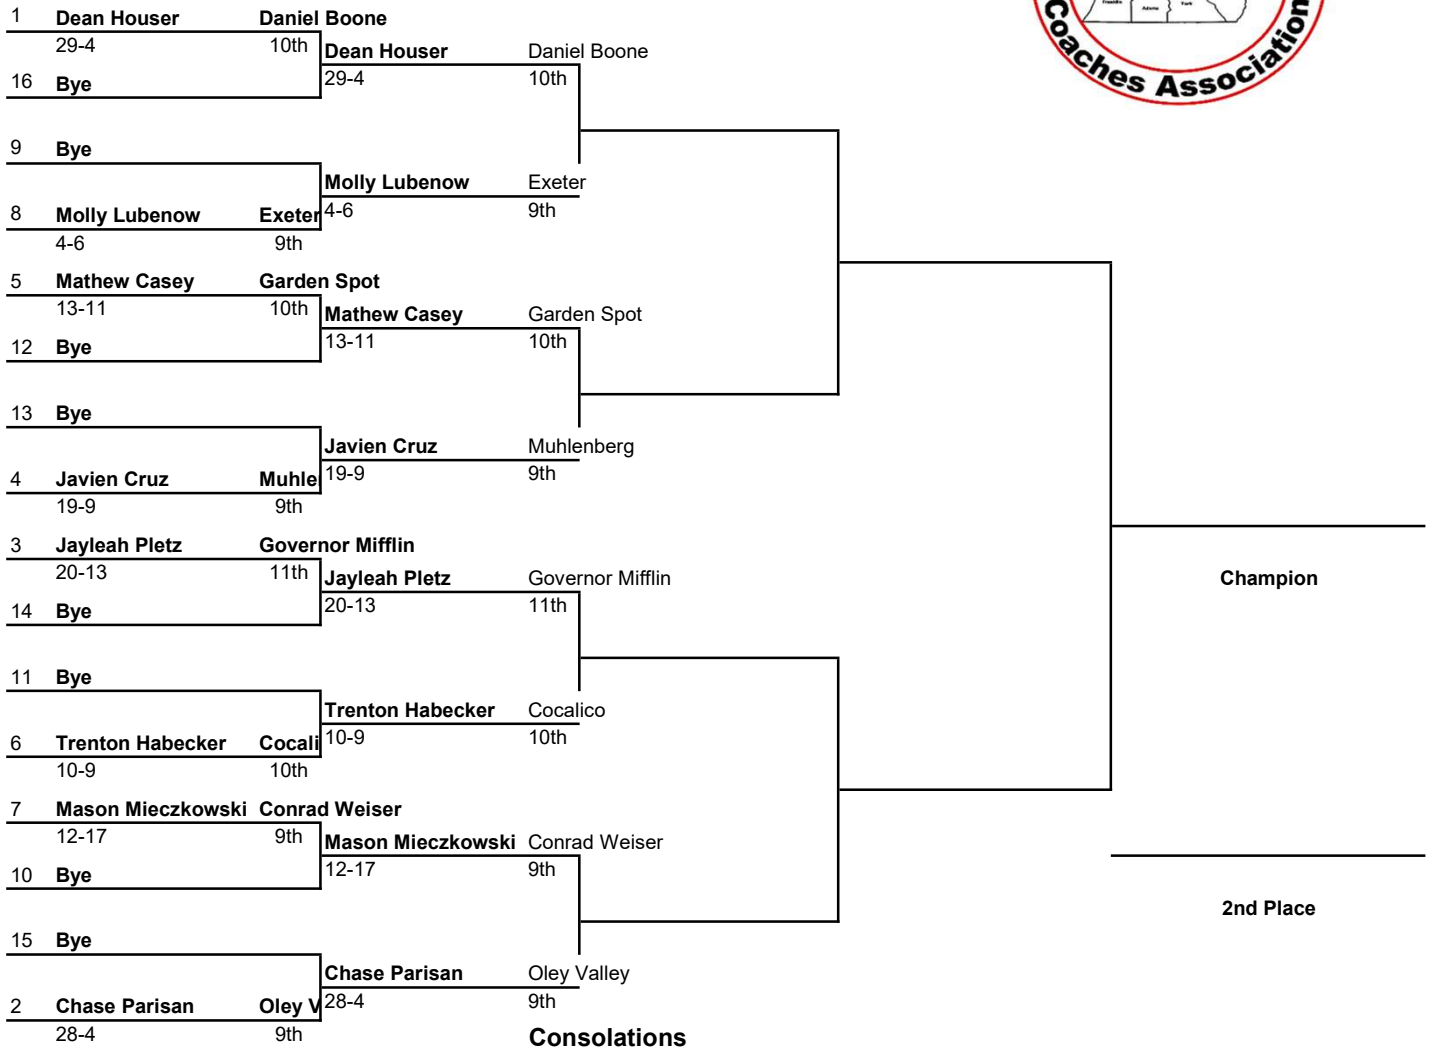 1 Dean Houser Daniel Boone
29-4 10th
Dean Houser Daniel Boone
16 Bye
29-4 10th
9 Bye
Molly Lubenow Exeter
8 Molly Lubenow Exeter
4-6 9th
4-6 9th
5 Mathew Casey Garden Spot
13-11 10th
Mathew Casey Garden Spot
12 Bye
13-11 10th
13 Bye
Javien Cruz Muhlenberg
4 Javien Cruz Muhle
19-9 9th
19-9 9th
3 Jayleah Pletz Governor Mifflin
20-13 11th
Jayleah Pletz Governor Mifflin
14 Bye
20-13 11th
11 Bye
Trenton Habecker Cocalico
6 Trenton Habecker Cocali
10-9 10th
10-9 10th
7 Mason Mieczkowski Conrad Weiser
12-17 9th
Mason Mieczkowski Conrad Weiser
10 Bye
12-17 9th
15 Bye
Chase Parisan Oley Valley
2 Chase Parisan Oley V
28-4 9th
28-4 9th
Consolations
Coaches Association
Franklin Adams York
Champion
2nd Place